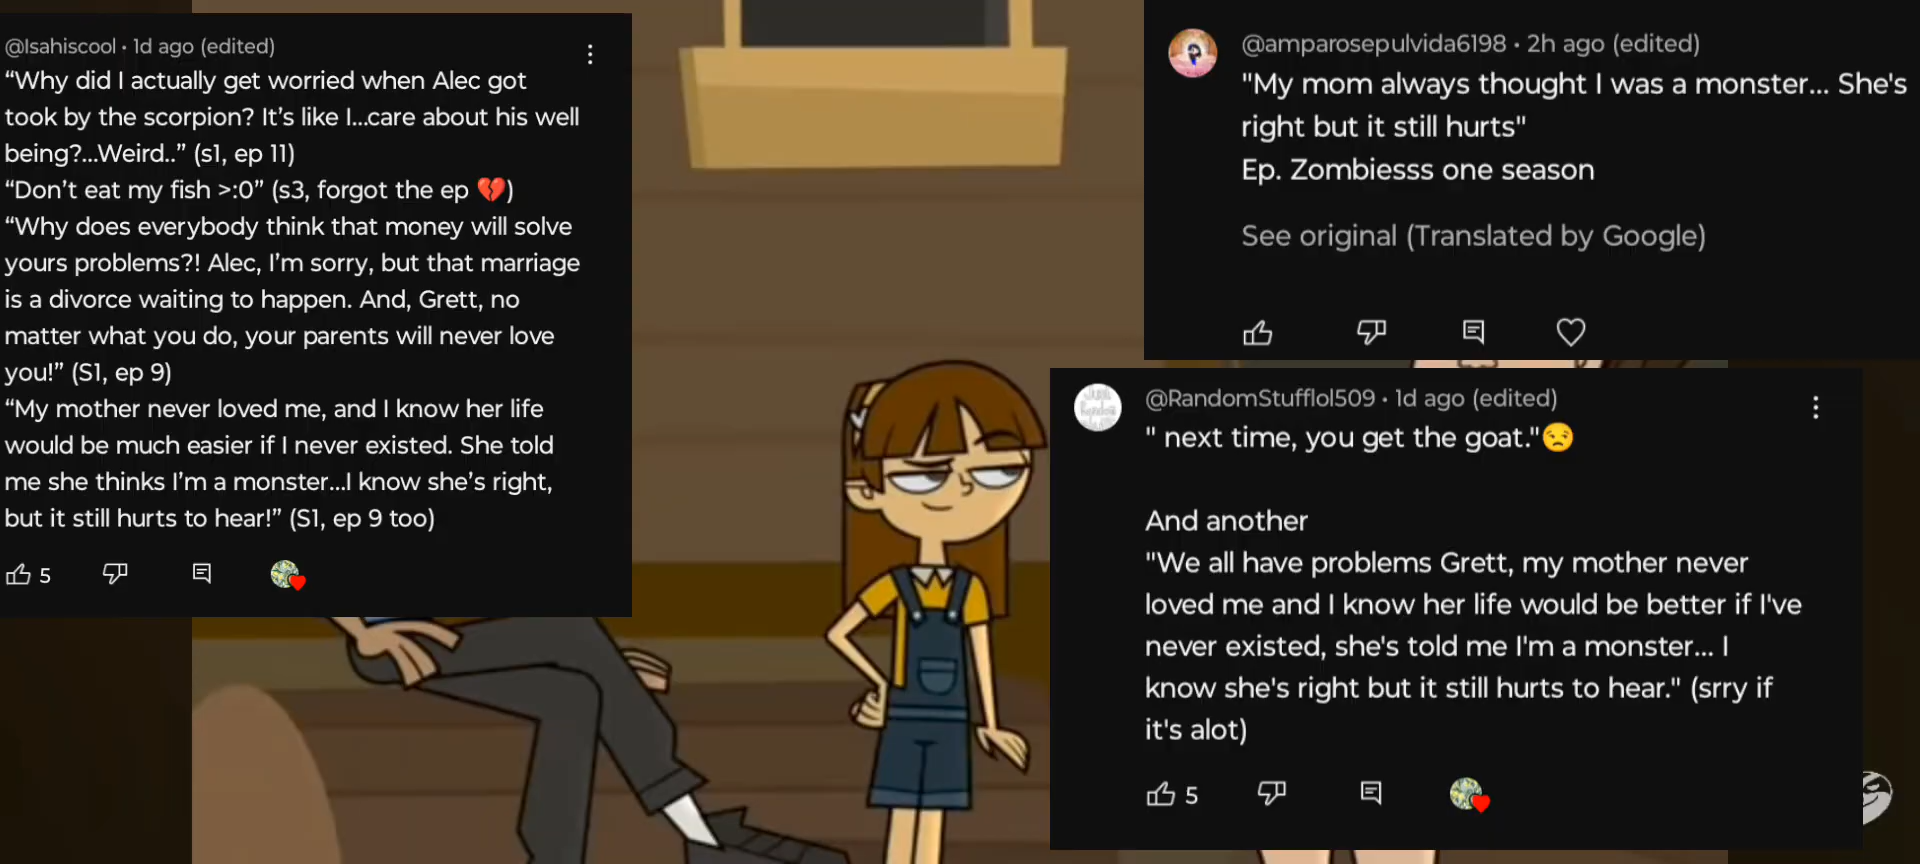 @Isahiscool • 1d ago (edited)
“Why did I actually get worried when Alec got
took by the scorpion? It’s like I...care about his well
being?...Weird..” (s1, ep 11)
“Don’t eat my fish >:0” (s3, forgot the ep 💔)
“Why does everybody think that money will solve
yours problems?! Alec, I’m sorry, but that marriage
is a divorce waiting to happen. And, Grett, no
matter what you do, your parents will never love
you!” (S1, ep 9)
“My mother never loved me, and I know her life
would be much easier if I never existed. She told
me she thinks I’m a monster...I know she’s right,
but it still hurts to hear!” (S1, ep 9 too)
5
@amparosepulvida6198 • 2h ago (edited)
"My mom always thought I was a monster... She's
right but it still hurts"
Ep. Zombiesss one season
See original (Translated by Google)
@RandomStufflol509 • 1d ago (edited)
" next time, you get the goat."😒
And another
"We all have problems Grett, my mother never
loved me and I know her life would be better if I've
never existed, she's told me I'm a monster... I
know she's right but it still hurts to hear." (srry if
it's alot)
5